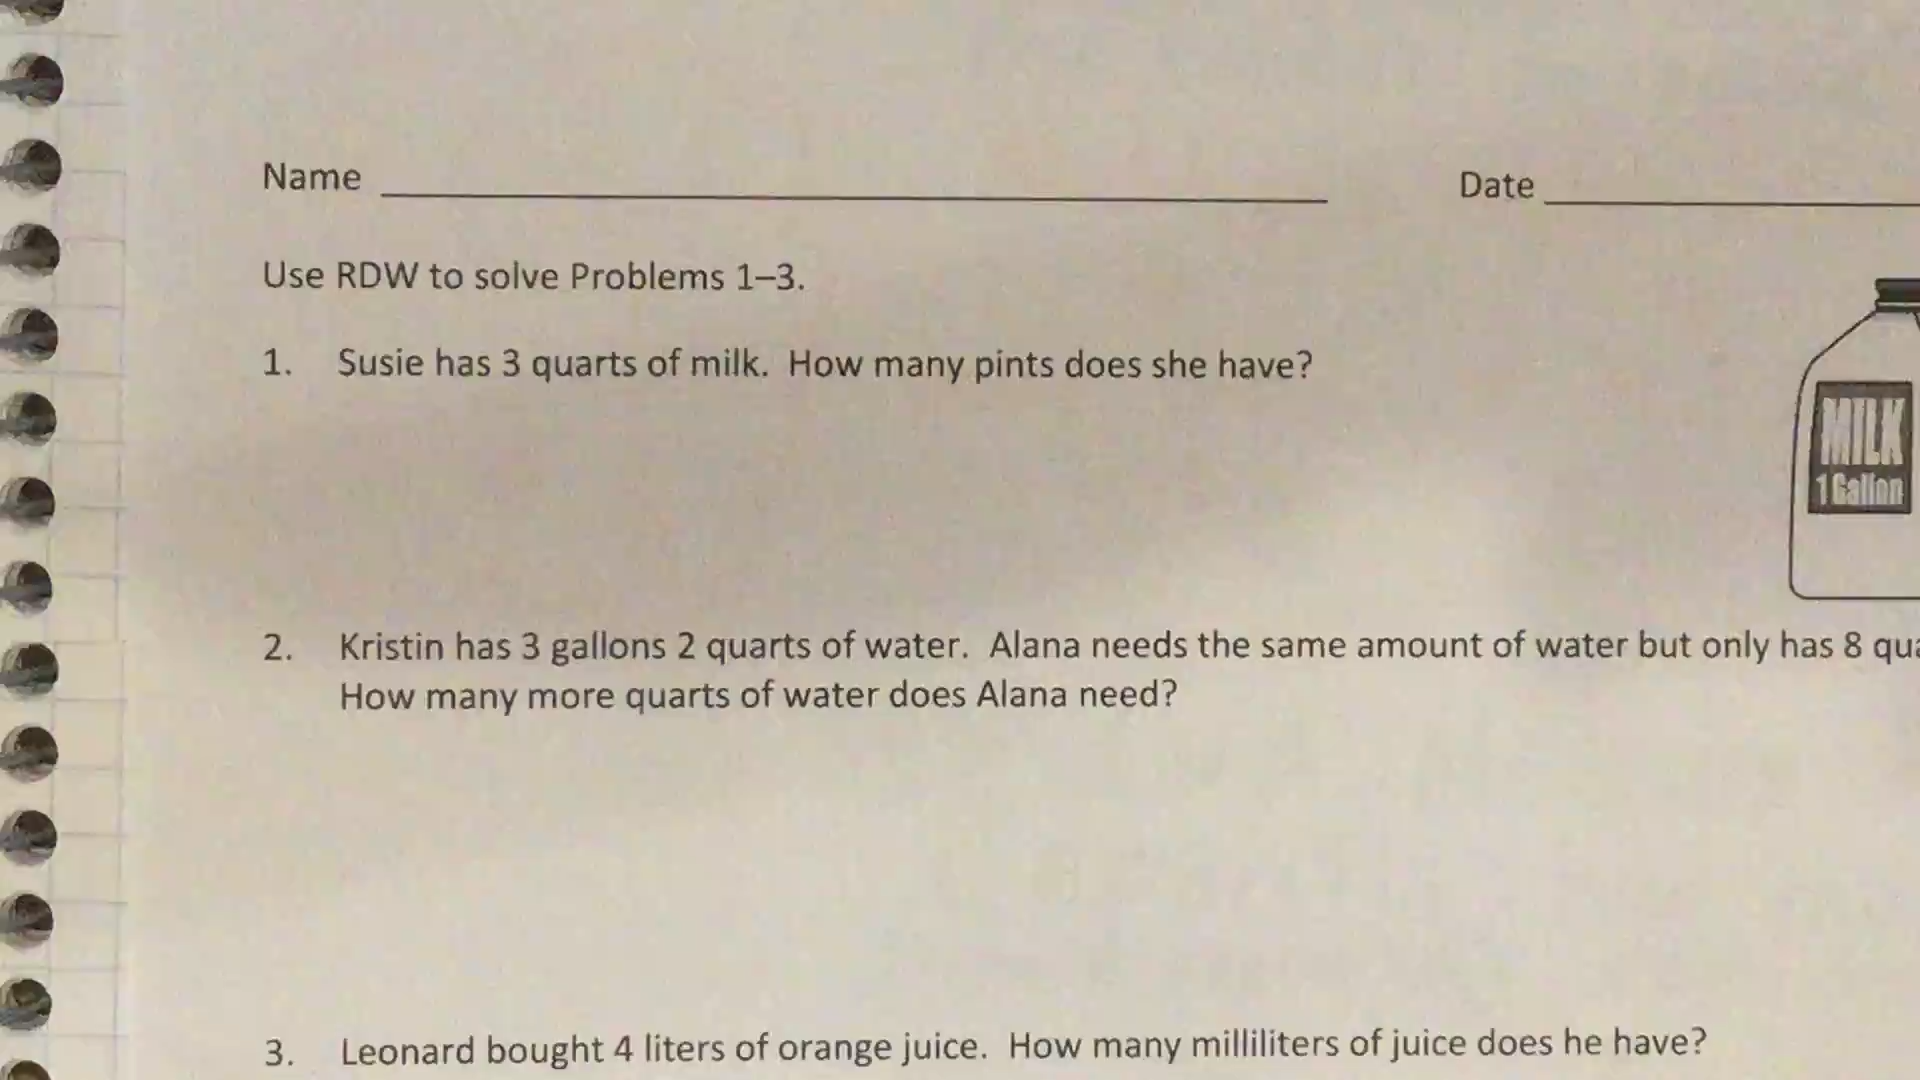 Name Date
Use RDW to solve Problems 1–3.
1. Susie has 3 quarts of milk. How many pints does she have?
MILK
1 Gallon
2. Kristin has 3 gallons 2 quarts of water. Alana needs the same amount of water but only has 8
How many more quarts of water does Alana need?
3. Leonard bought 4 liters of orange juice. How many milliliters of juice does he have?